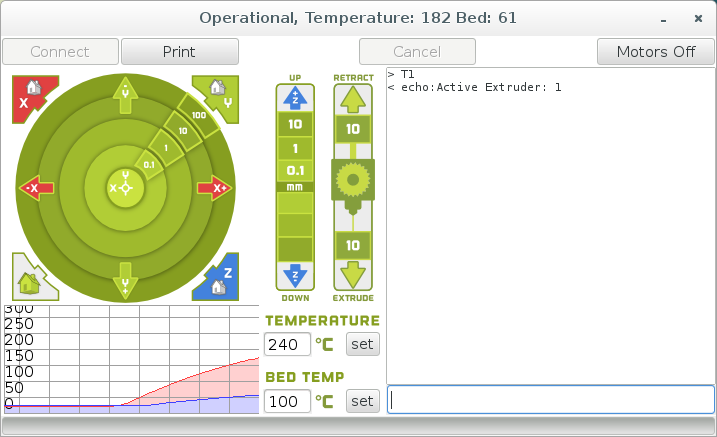 Operational, Temperature: 182 Bed: 61
Connect
Print
Cancel
Motors Off
X
Y
-Y
100
10
1
0.1
-X
Y
X
X+
Y+
Z
UP
+Z
10
1
0.1
mm
-Z
DOWN
RETRACT
10
10
EXTRUDE
> T1
< echo:Active Extruder: 1
300
250
200
150
100
50
0
TEMPERATURE
240 °C set
BED TEMP
100 °C set